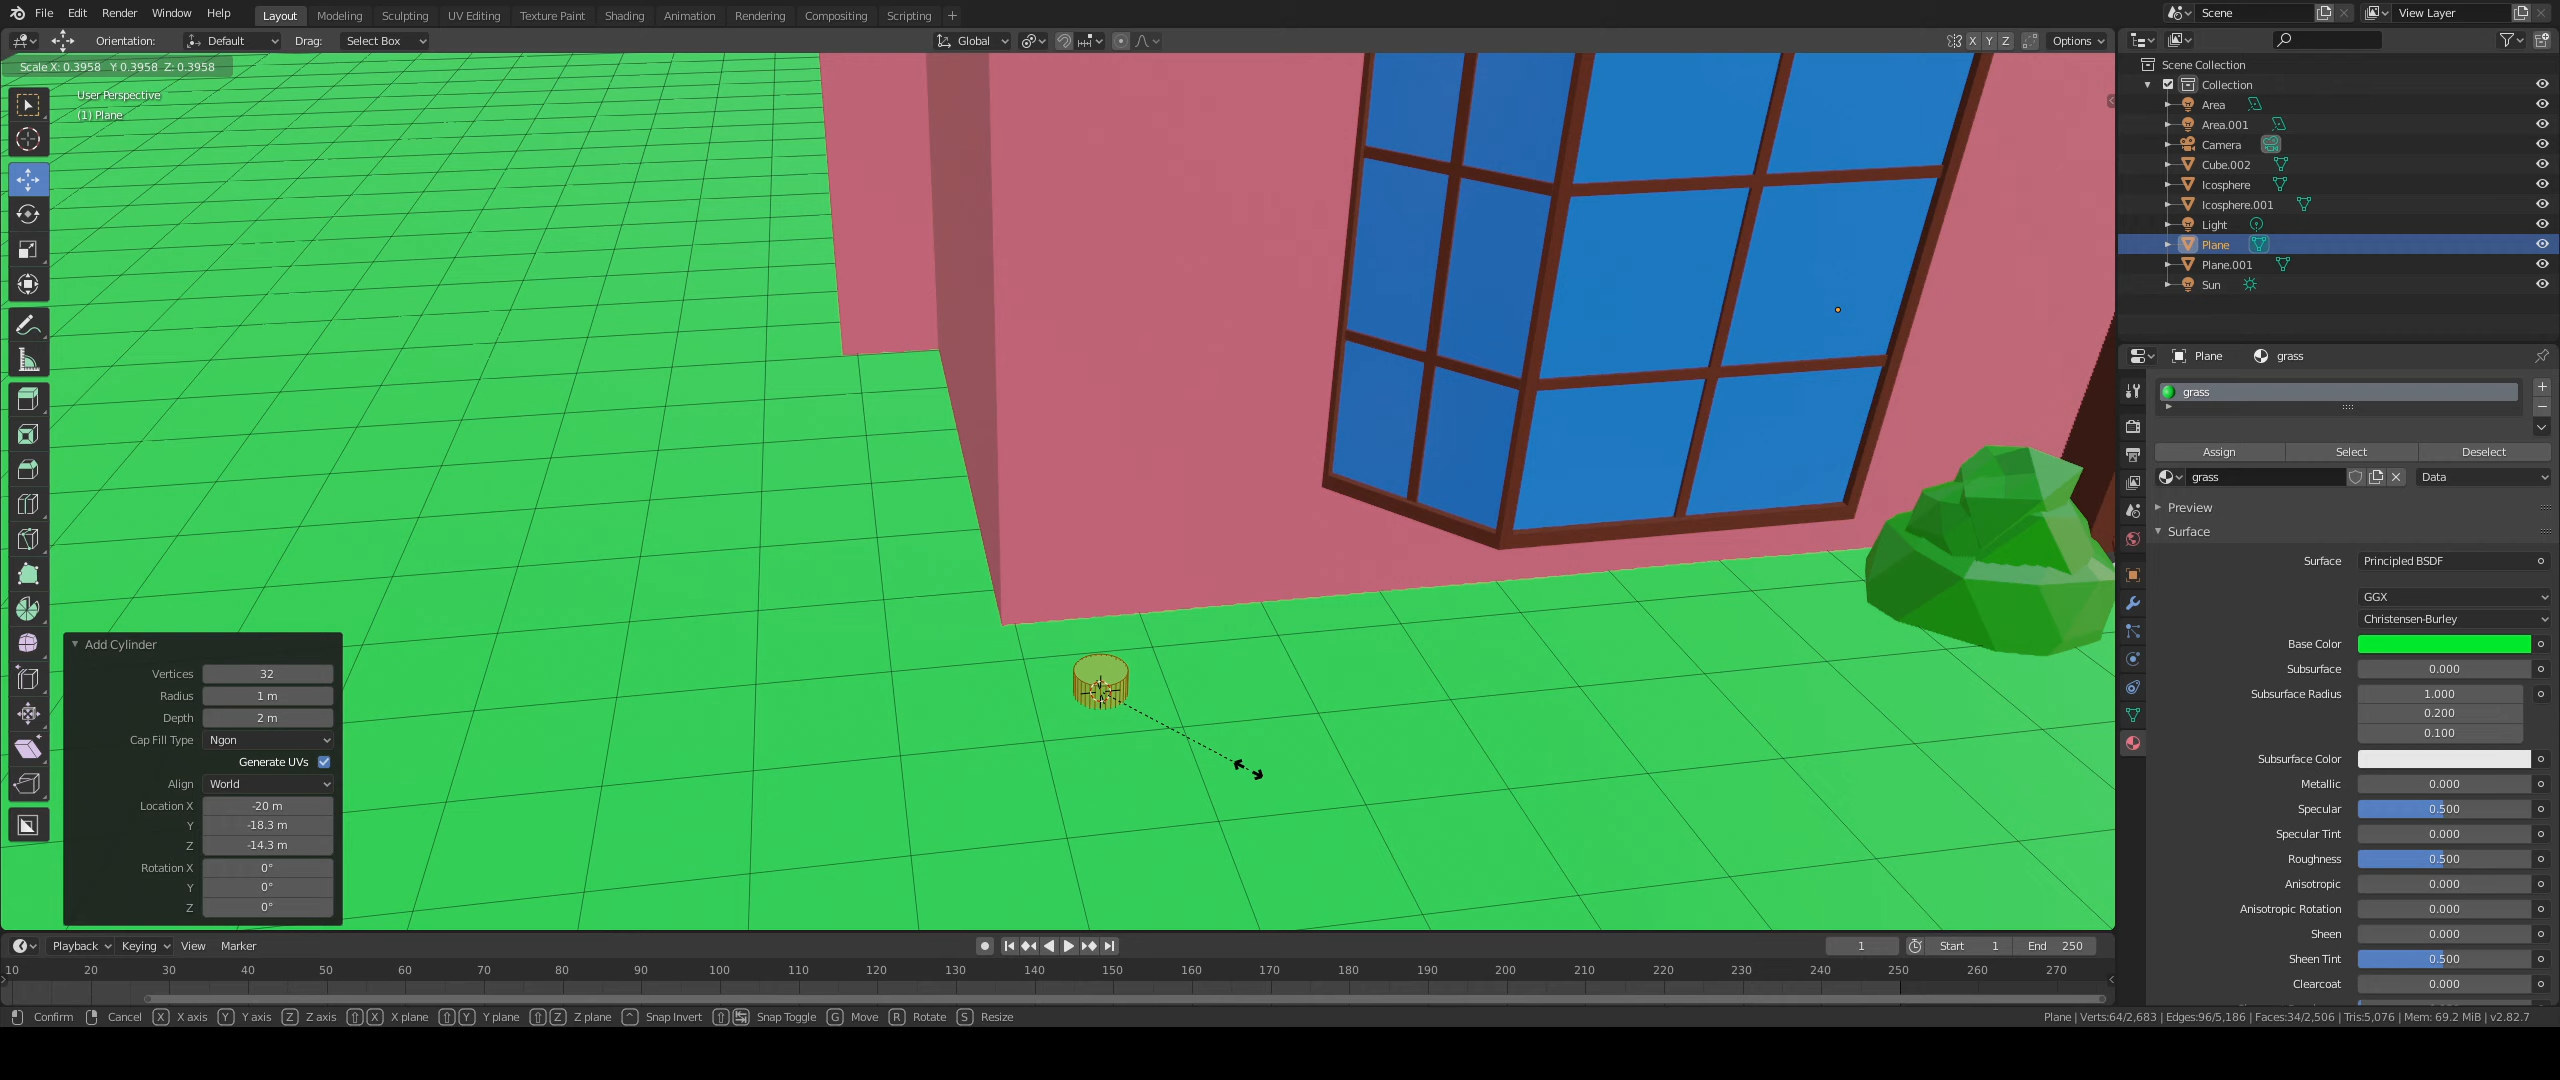 File Edit Render Window Help Layout Modeling Sculpting UV Editing Texture Paint Shading Animation Rendering Compositing Scripting + Scene View Layer
Orientation: Default Drag: Select Box Global X Y Z Options
Scale X: 0.3958 Y: 0.3958 Z: 0.3958
User Perspective
(1) Plane
Scene Collection
Collection
Area
Area.001
Camera
Cube.002
Icosphere
Icosphere.001
Light
Plane
Plane.001
Sun
Plane grass
grass
Assign Select Deselect
grass Data
Preview
Surface
Surface Principled BSDF
GGX
Christensen-Burley
Base Color
Subsurface 0.000
Subsurface Radius 1.000
0.200
0.100
Subsurface Color
Metallic 0.000
Specular 0.500
Specular Tint 0.000
Roughness 0.500
Anisotropic 0.000
Anisotropic Rotation 0.000
Sheen 0.000
Sheen Tint 0.500
Clearcoat 0.000
Add Cylinder
Vertices 32
Radius 1 m
Depth 2 m
Cap Fill Type Ngon
Generate UVs
Align World
Location X -20 m
Y -18.3 m
Z -14.3 m
Rotation X 0°
Y 0°
Z 0°
Playback Keying View Marker 1 Start 1 End 250
10 20 30 40 50 60 70 80 90 100 110 120 130 140 150 160 170 180 190 200 210 220 230 240 250 260 270
Confirm Cancel X X axis Y Y axis Z Z axis X X plane Y Y plane Z Z plane ^ Snap Invert Snap Toggle G Move R Rotate S Resize
Plane | Verts:64/2,683 | Edges:96/5,186 | Faces:34/2,506 | Tris:5,076 | Mem: 69.2 MiB | v2.82.7